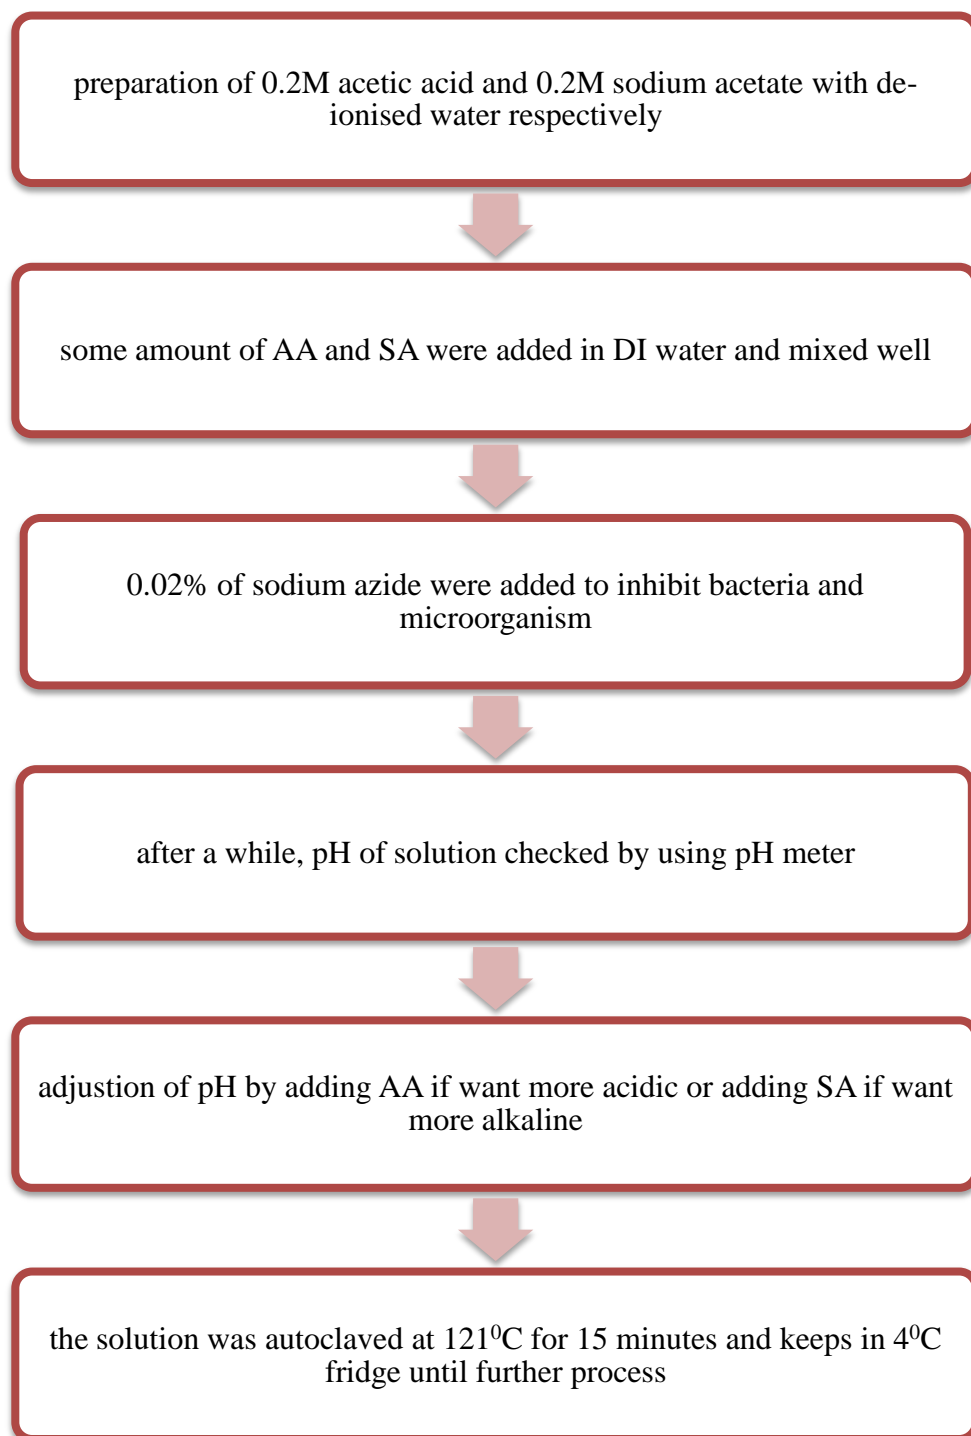 preparation of 0.2M acetic acid and 0.2M sodium acetate with de-
ionised water respectively
some amount of AA and SA were added in DI water and mixed well
0.02% of sodium azide were added to inhibit bacteria and
microorganism
after a while, pH of solution checked by using pH meter
adjustion of pH by adding AA if want more acidic or adding SA if want
more alkaline
the solution was autoclaved at 121⁰C for 15 minutes and keeps in 4⁰C
fridge until further process